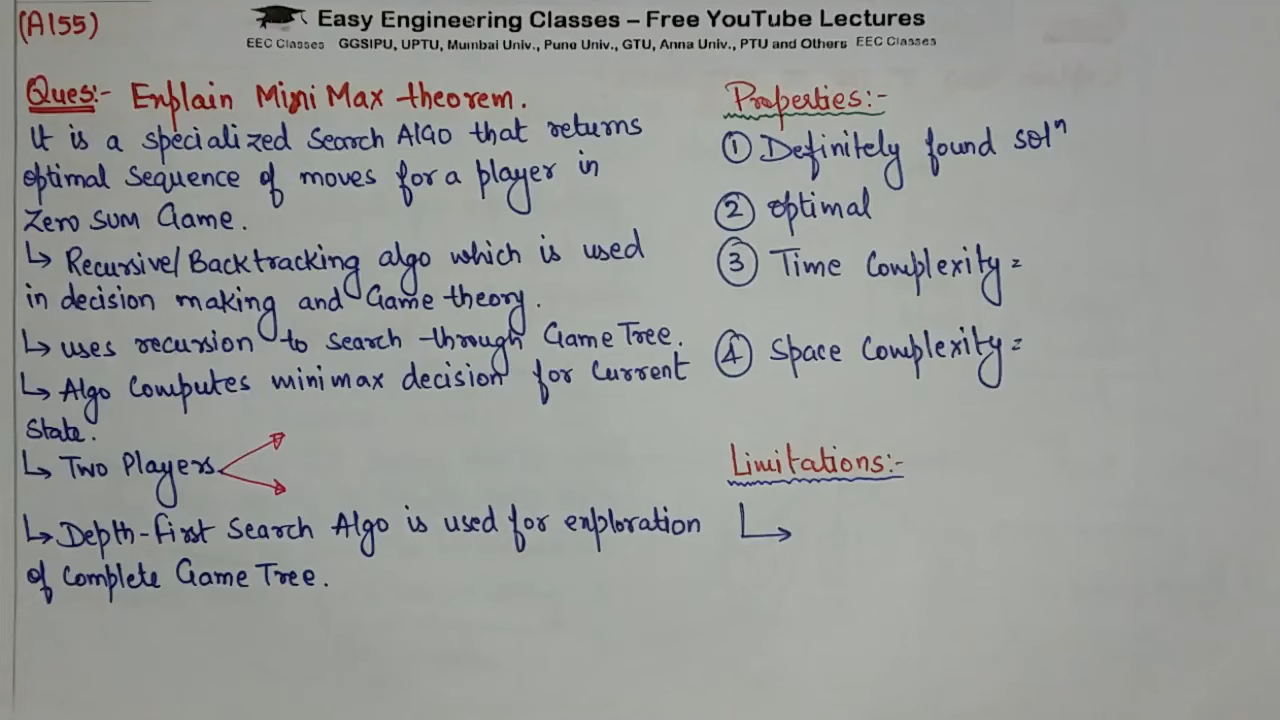 (AI55)
Easy Engineering Classes – Free YouTube Lectures
EEC Classes GGSIPU, UPTU, Mumbai Univ., Pune Univ., GTU, Anna Univ., PTU and Others EEC Classes
Ques:- Explain MiniMax theorem.
It is a specialized Search Algo that returns
optimal Sequence of moves for a player in
Zero SUM Game.
↳ Recursive/Backtracking algo which is used
in decision making and Game theory.
↳ uses recursion to search through Game Tree.
↳ Algo Computes minimax decision for Current
State.
↳ Two Players
↳ Depth-first Search Algo is used for exploration
of Complete Game Tree.
Properties:-
① Definitely found solⁿ
② optimal
③ Time Complexity =
④ Space Complexity =
Limitations:-
↳